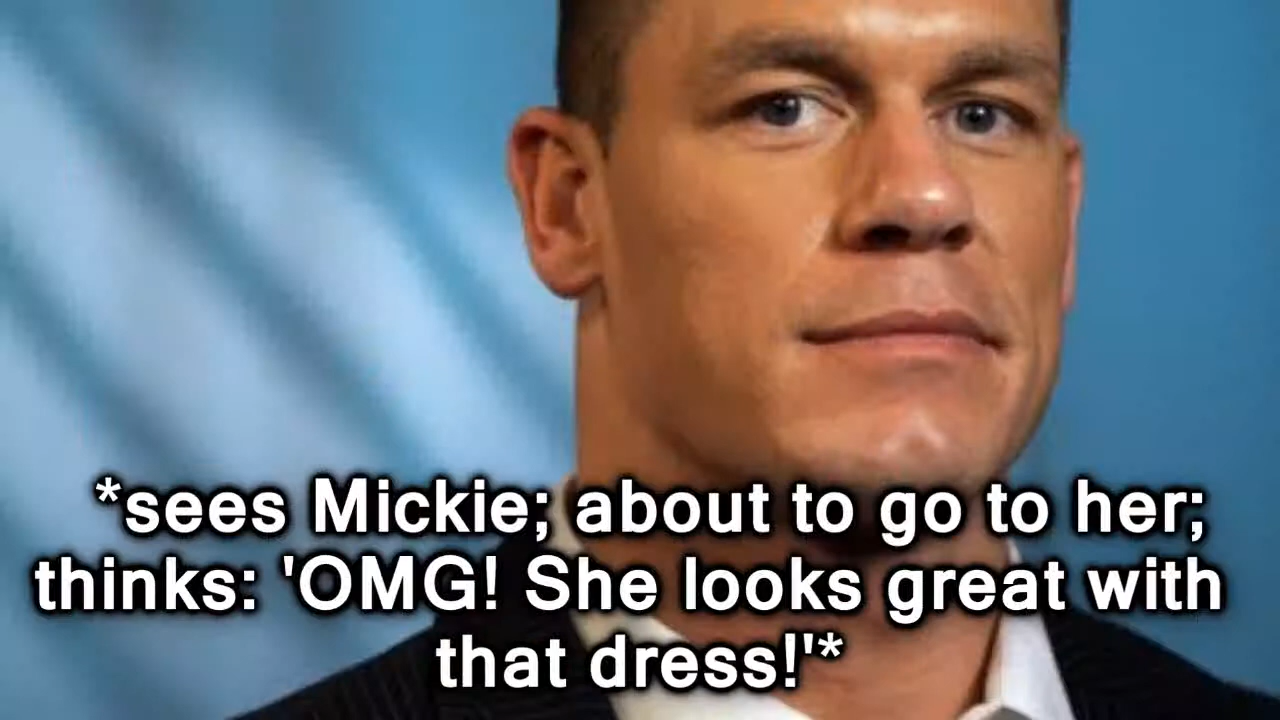 *sees Mickie; about to go to her;
thinks: 'OMG! She looks great with
that dress!'*